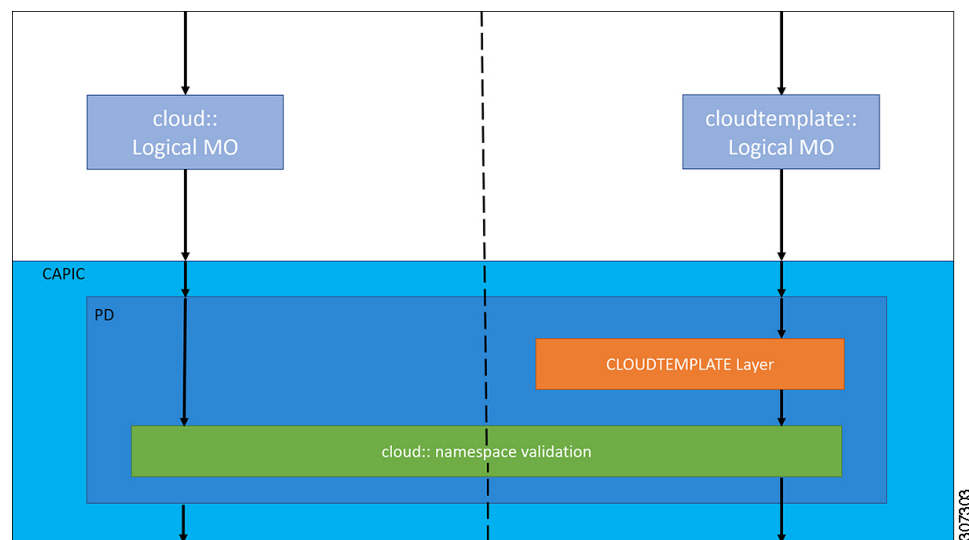 cloud::
Logical MO
cloudtemplate::
Logical MO
CAPIC
PD
CLOUDTEMPLATE Layer
cloud:: namespace validation
307303